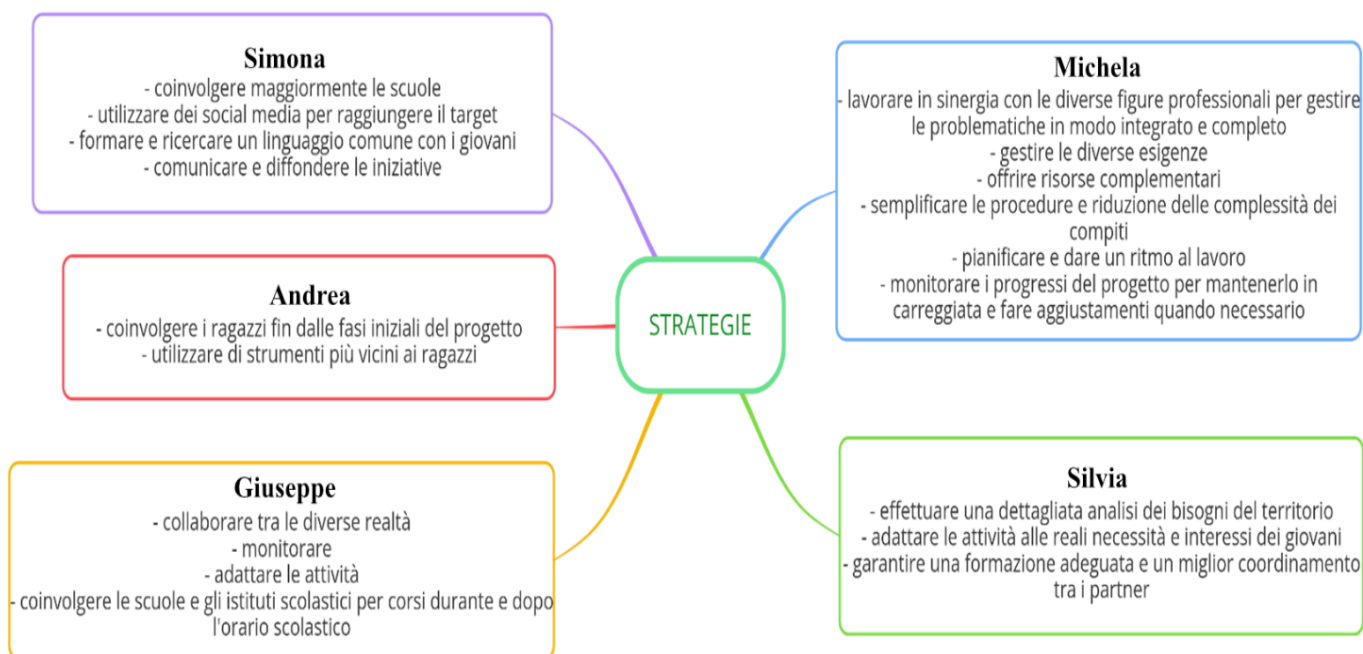 Simona
- coinvolgere maggiormente le scuole
- utilizzare dei social media per raggiungere il target
- formare e ricercare un linguaggio comune con i giovani
- comunicare e diffondere le iniziative
Andrea
- coinvolgere i ragazzi fin dalle fasi iniziali del progetto
- utilizzare di strumenti più vicini ai ragazzi
Giuseppe
- collaborare tra le diverse realtà
- monitorare
- adattare le attività
- coinvolgere le scuole e gli istituti scolastici per corsi durante e dopo
l'orario scolastico
STRATEGIE
Michela
- lavorare in sinergia con le diverse figure professionali per gestire
le problematiche in modo integrato e completo
- gestire le diverse esigenze
- offrire risorse complementari
- semplificare le procedure e riduzione delle complessità dei
compiti
- pianificare e dare un ritmo al lavoro
- monitorare i progressi del progetto per mantenerlo in
carreggiata e fare aggiustamenti quando necessario
Silvia
- effettuare una dettagliata analisi dei bisogni del territorio
- adattare le attività alle reali necessità e interessi dei giovani
- garantire una formazione adeguata e un miglior coordinamento
tra i partner